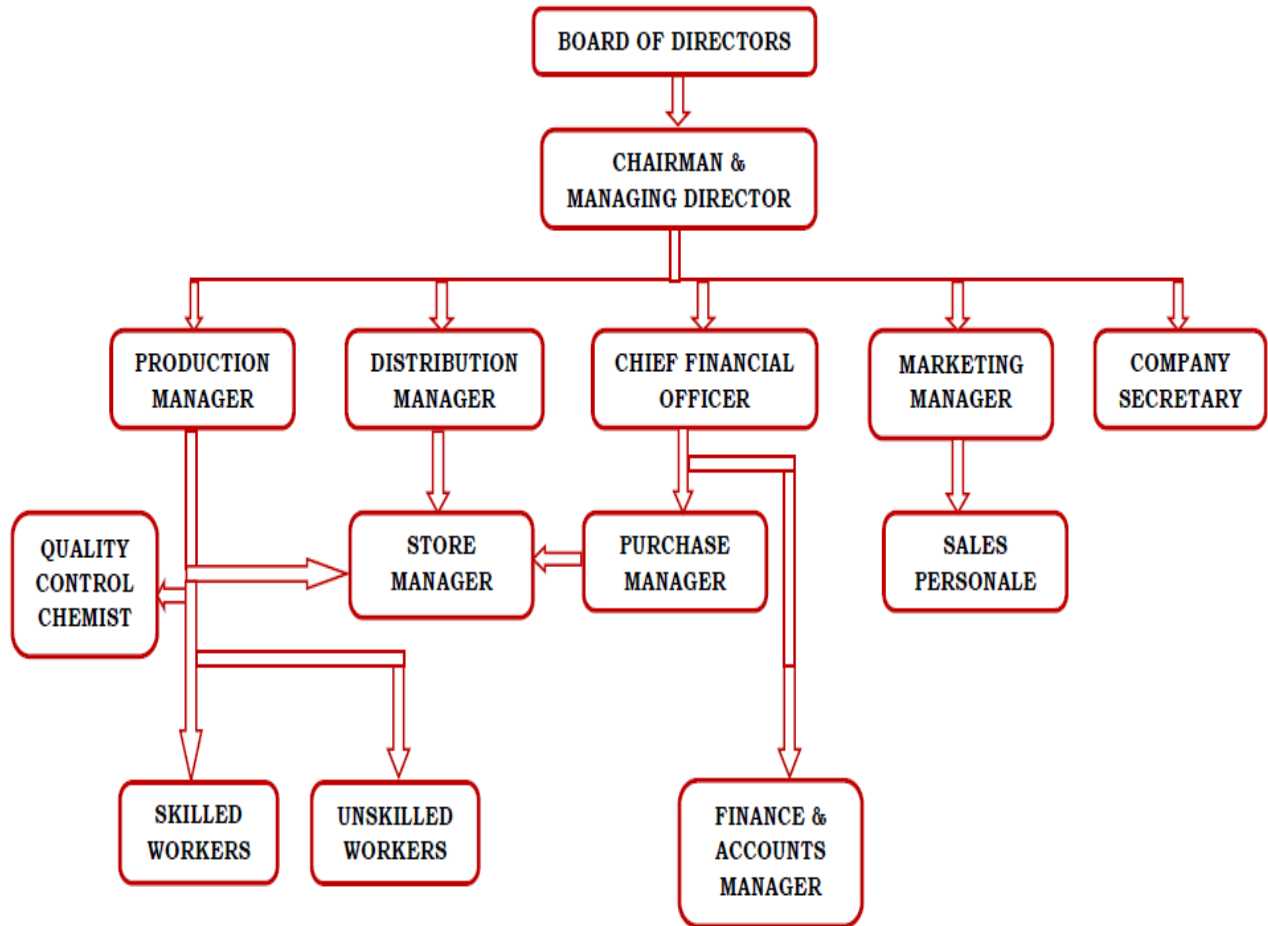 BOARD OF DIRECTORS
CHAIRMAN &
MANAGING DIRECTOR
PRODUCTION
MANAGER
DISTRIBUTION
MANAGER
CHIEF FINANCIAL
OFFICER
MARKETING
MANAGER
COMPANY
SECRETARY
QUALITY
CONTROL
CHEMIST
STORE
MANAGER
PURCHASE
MANAGER
SALES
PERSONALE
SKILLED
WORKERS
UNSKILLED
WORKERS
FINANCE &
ACCOUNTS
MANAGER